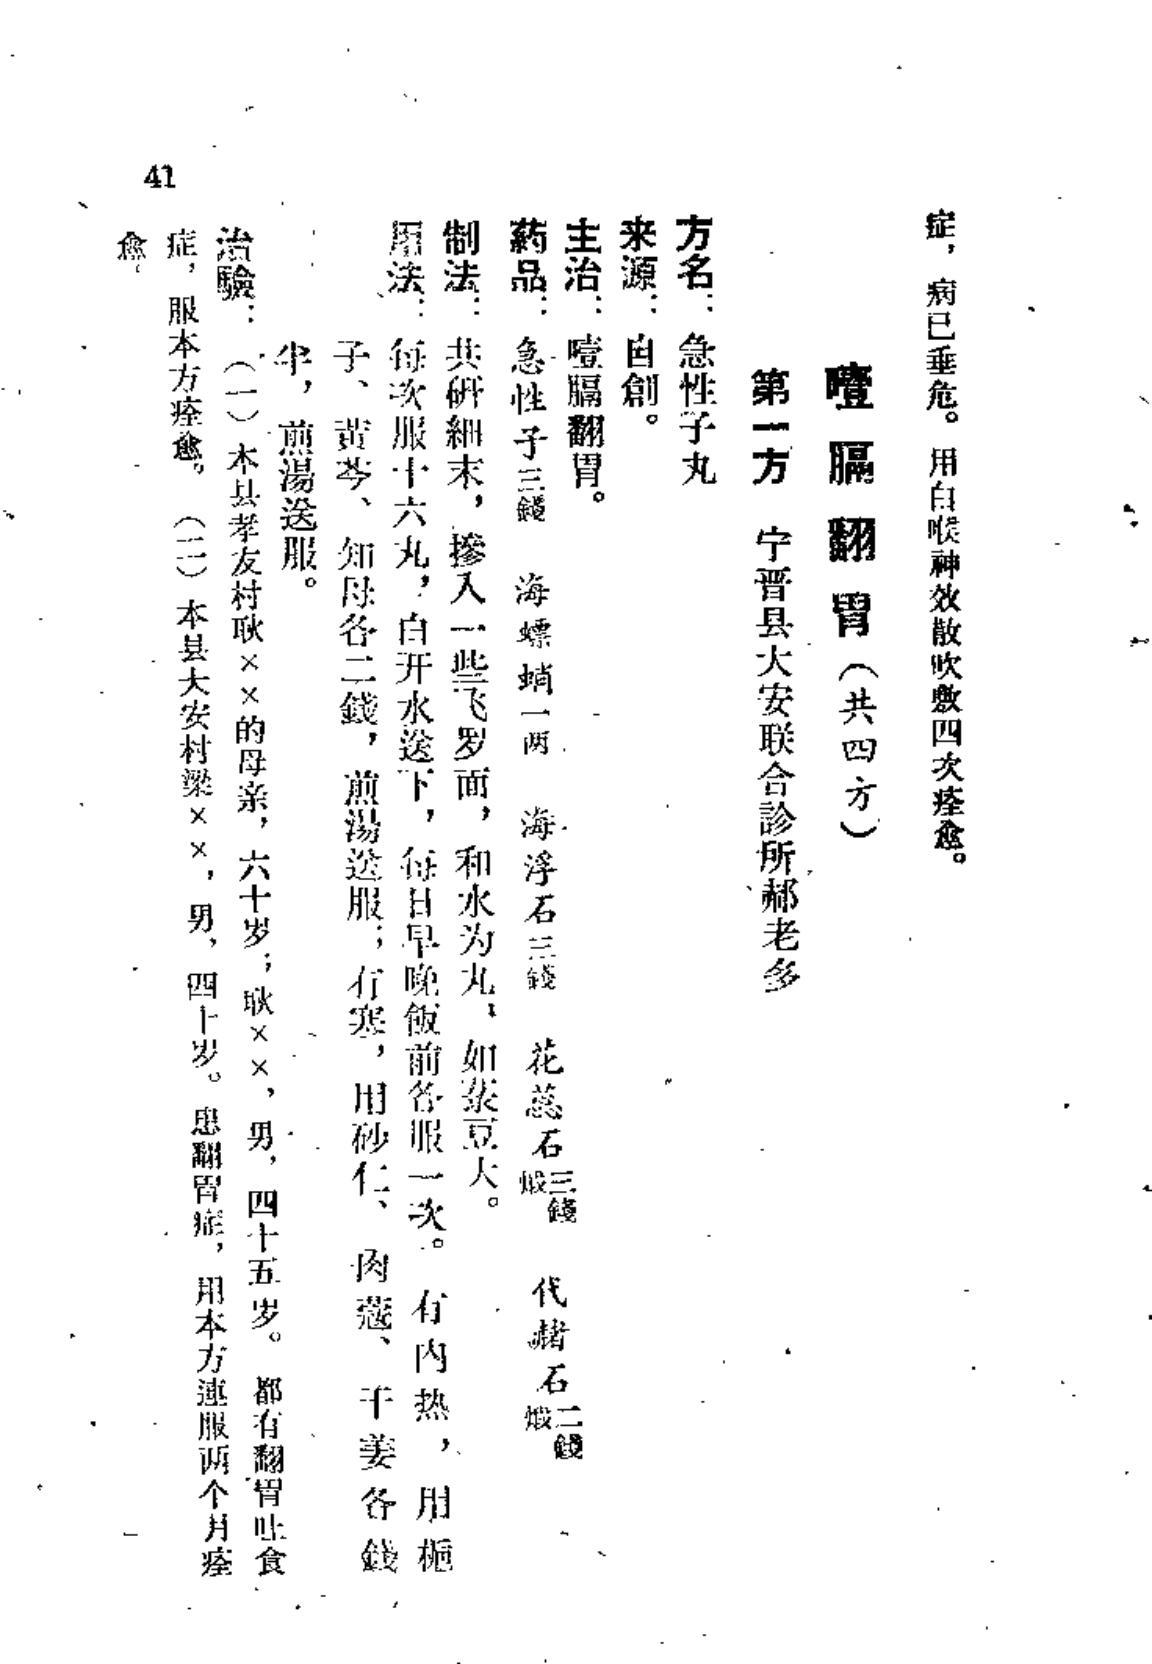 症，病已垂危。用白喉神效散吹敷四次痊愈。
噎膈翻胃（共四方）
第一方　宁晋县大安联合診所郝老多
方名：急性子丸
来源：自創。
主治：噎膈翻胃。
药品：急性子三錢　海螵蛸一两　海浮石三錢　花蕊石三錢煅　代赭石二錢煅
制法：共研細末，掺入一些飞罗面，和水为丸，如菉豆大。
用法：每次服十六丸，白开水送下，每日早晚飯前各服一次。有内热，用梔
子、黄芩、知母各二錢，煎湯送服；有寒，用砂仁、肉蔻、干姜各錢
半，煎湯送服。
治驗：（一）本县孝友村耿××的母亲，六十岁；耿××，男，四十五岁。都有翻胃吐食
症，服本方痊愈。（二）本县大安村梁××，男，四十岁。患翻胃症，用本方連服两个月痊
愈。
41